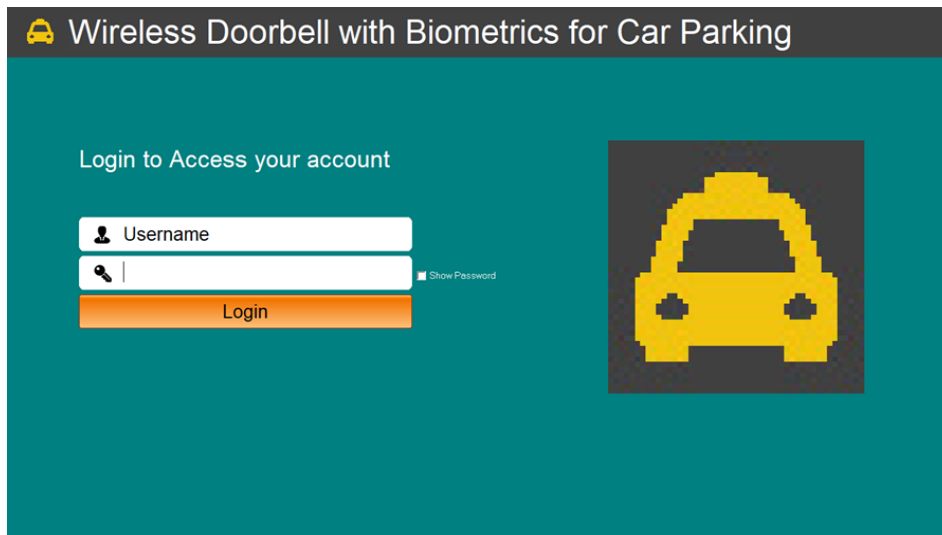 Wireless Doorbell with Biometrics for Car Parking
Login to Access your account
Username
Show Password
Login